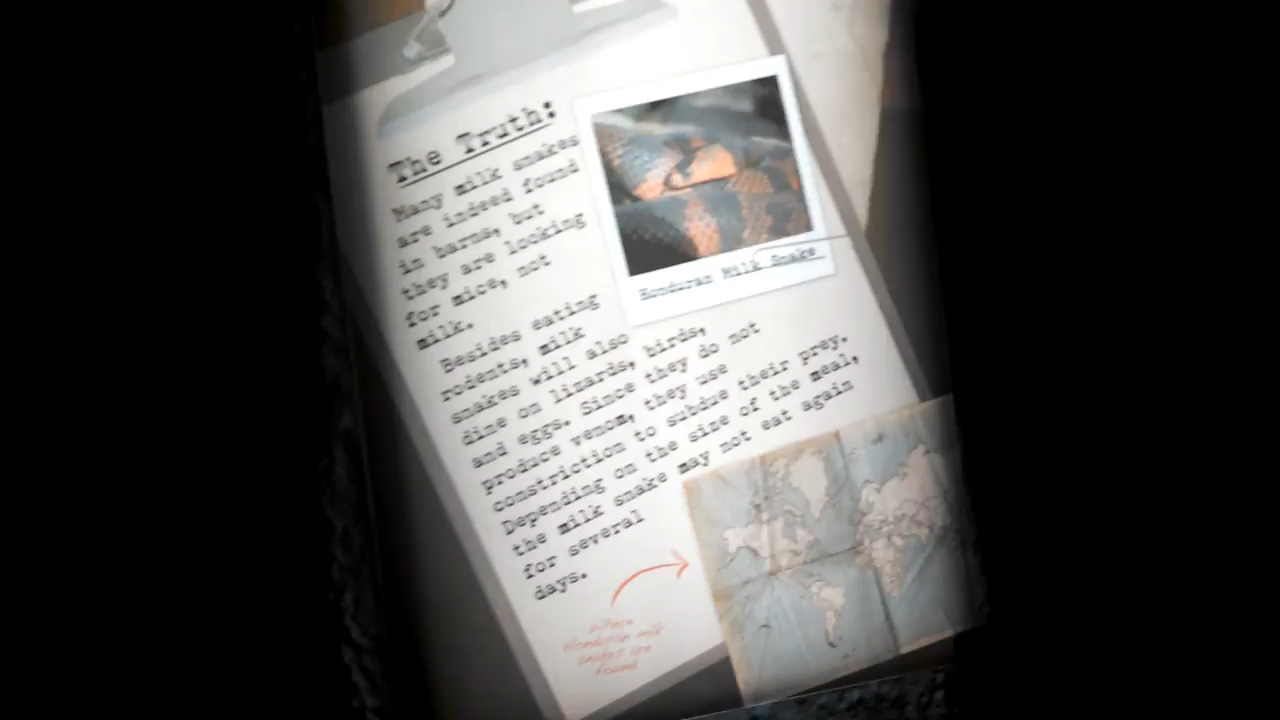 The Truth:
Many milk snakes
are indeed found
in barns, but
they are looking
for mice, not
milk.
Besides eating
rodents, milk
snakes will also
dine on lizards, birds,
and eggs. Since they do not
produce venom, they use
constriction to subdue their prey.
Depending on the size of the meal,
the milk snake may not eat again
for several
days.
Honduran Milk Snake
where
Honduran milk
snakes are
found